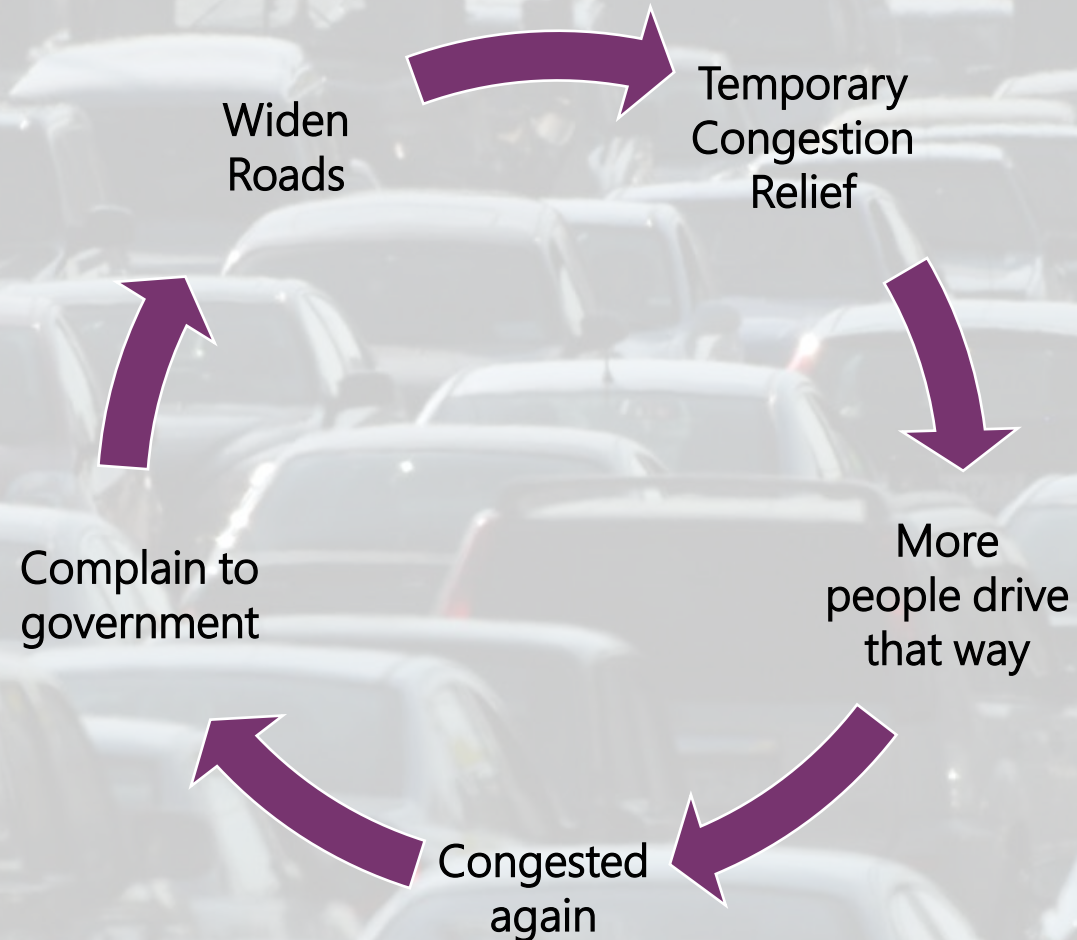 Widen
Roads
Temporary
Congestion
Relief
More
people drive
that way
Congested
again
Complain to
government